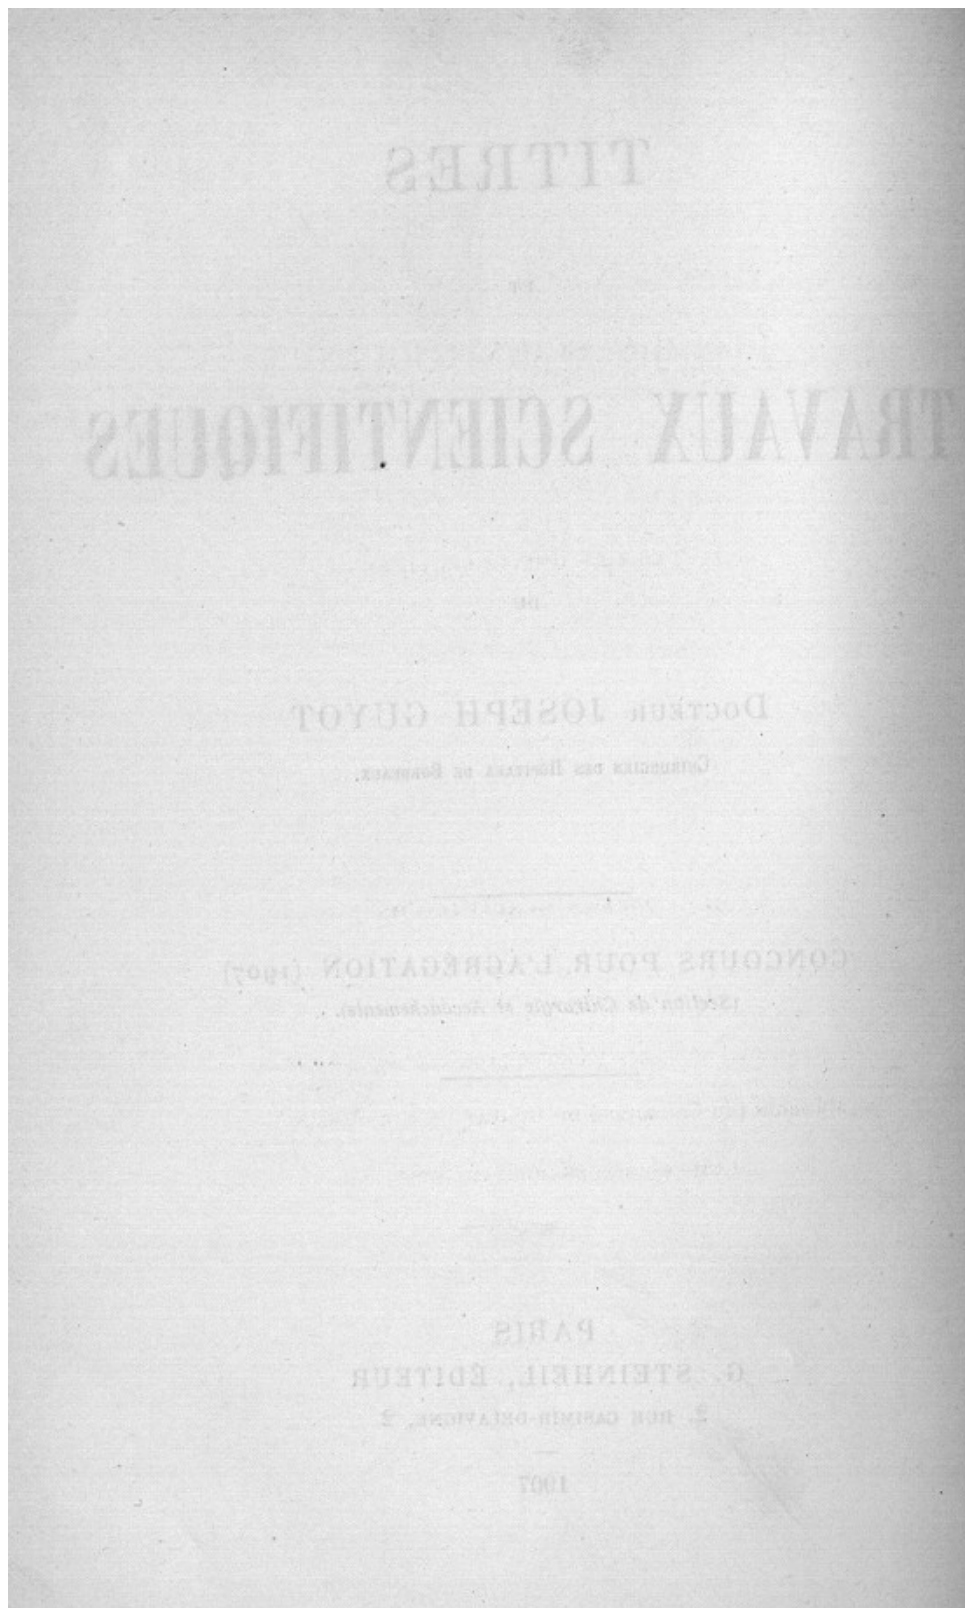 TITRES
ET
TRAVAUX SCIENTIFIQUES
DU
Docteur JOSEPH GUYOT
Chirurgien des Hôpitaux de Bordeaux.
CONCOURS POUR L'AGRÉGATION (1907)
(Section de Chirurgie et Accouchements).
PARIS
G. STEINHEIL, ÉDITEUR
2, RUE CASIMIR-DELAVIGNE, 2
1907